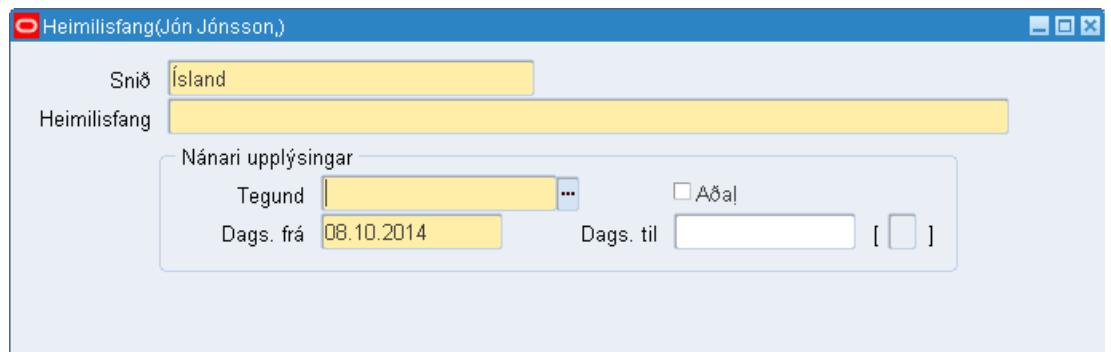 Heimilisfang(Jón Jónsson,)
Snið Ísland
Heimilisfang
Nánari upplýsingar
Tegund ... Aðal
Dags. frá 08.10.2014 Dags. til [ ]